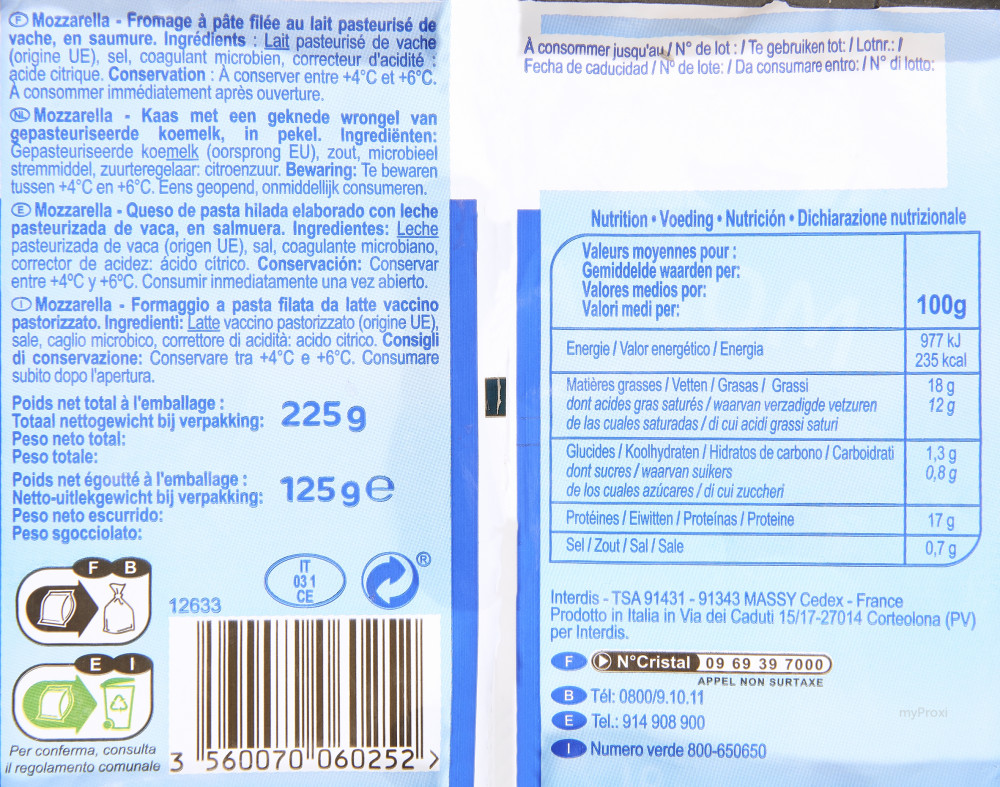 Ⓕ Mozzarella - Fromage à pâte filée au lait pasteurisé de
vache, en saumure. Ingrédients : Lait pasteurisé de vache
(origine UE), sel, coagulant microbien, correcteur d'acidité :
acide citrique. Conservation : À conserver entre +4°C et +6°C.
À consommer immédiatement après ouverture.
NL Mozzarella - Kaas met een geknede wrongel van
gepasteuriseerde koemelk, in pekel. Ingrediënten:
Gepasteuriseerde koemelk (oorsprong EU), zout, microbieel
stremmiddel, zuurteregelaar: citroenzuur. Bewaring: Te bewaren
tussen +4°C en +6°C. Eens geopend, onmiddellijk consumeren.
Ⓔ Mozzarella - Queso de pasta hilada elaborado con leche
pasteurizada de vaca, en salmuera. Ingredientes: Leche
pasteurizada de vaca (origen UE), sal, coagulante microbiano,
corrector de acidez: ácido cítrico. Conservación: Conservar
entre +4ºC y +6ºC. Consumir inmediatamente una vez abierto.
Ⓘ Mozzarella - Formaggio a pasta filata da latte vaccino
pastorizzato. Ingredienti: Latte vaccino pastorizzato (origine UE),
sale, caglio microbico, correttore di acidità: acido citrico. Consigli
di conservazione: Conservare tra +4°C e +6°C. Consumare
subito dopo l'apertura.
Poids net total à l'emballage :
Totaal nettogewicht bij verpakking: 225 g
Peso neto total:
Peso totale:
Poids net égoutté à l'emballage :
Netto-uitlekgewicht bij verpakking: 125 g e
Peso neto escurrido:
Peso sgocciolato:
F B
E I
Per conferma, consulta
il regolamento comunale
12633
IT
03 1
CE
®
3 560070 060252 >
À consommer jusqu'au / N° de lot : / Te gebruiken tot: / Lotnr.: /
Fecha de caducidad / Nº de lote: / Da consumare entro: / N° di lotto:
Nutrition • Voeding • Nutrición • Dichiarazione nutrizionale
Valeurs moyennes pour :
Gemiddelde waarden per:
Valores medios por:
Valori medi per: 100g
Energie / Valor energético / Energia 977 kJ
235 kcal
Matières grasses / Vetten / Grasas / Grassi 18 g
dont acides gras saturés / waarvan verzadigde vetzuren 12 g
de las cuales saturadas / di cui acidi grassi saturi
Glucides / Koolhydraten / Hidratos de carbono / Carboidrati 1,3 g
dont sucres / waarvan suikers 0,8 g
de los cuales azúcares / di cui zuccheri
Protéines / Eiwitten / Proteínas / Proteine 17 g
Sel / Zout / Sal / Sale 0,7 g
Interdis - TSA 91431 - 91343 MASSY Cedex - France
Prodotto in Italia in Via dei Caduti 15/17-27014 Corteolona (PV)
per Interdis.
F N°Cristal 09 69 39 7000
APPEL NON SURTAXE
B Tél: 0800/9.10.11
E Tel.: 914 908 900
I Numero verde 800-650650
myProxi